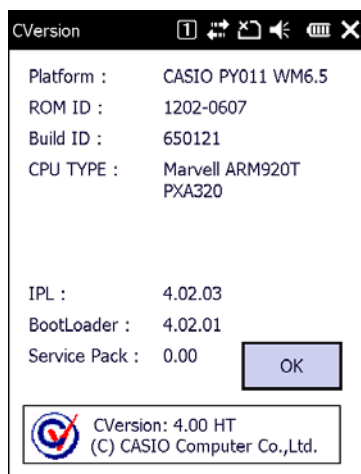 CVersion 1
Platform : CASIO PY011 WM6.5
ROM ID : 1202-0607
Build ID : 650121
CPU TYPE : Marvell ARM920T
PXA320
IPL : 4.02.03
BootLoader : 4.02.01
Service Pack : 0.00
OK
CVersion: 4.00 HT
(C) CASIO Computer Co.,Ltd.